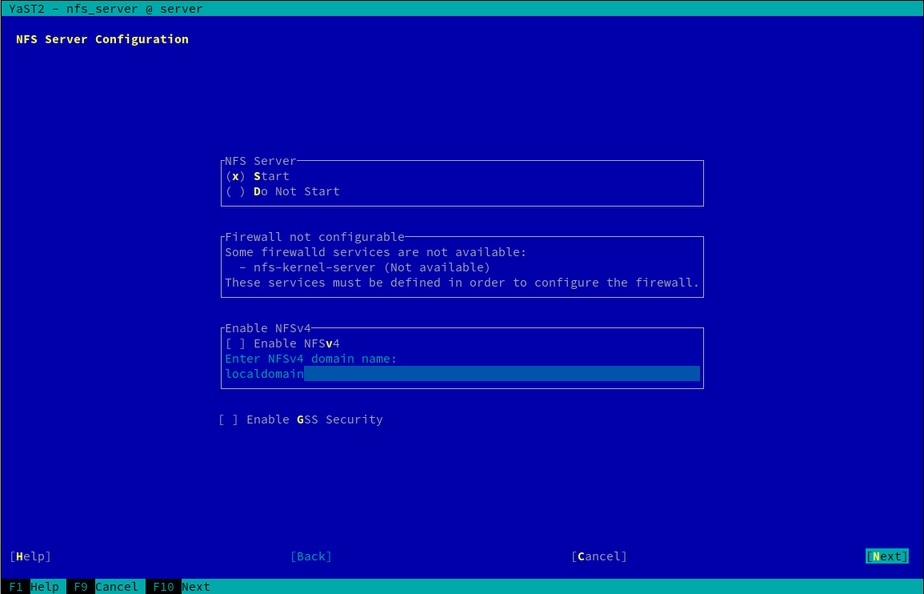 YaST2 - nfs_server @ server
NFS Server Configuration
NFS Server
(x) Start
( ) Do Not Start
Firewall not configurable
Some firewalld services are not available:
- nfs-kernel-server (Not available)
These services must be defined in order to configure the firewall.
Enable NFSv4
[ ] Enable NFSv4
Enter NFSv4 domain name:
localdomain
[ ] Enable GSS Security
[Help] [Back] [Cancel] [Next]
F1 Help F9 Cancel F10 Next